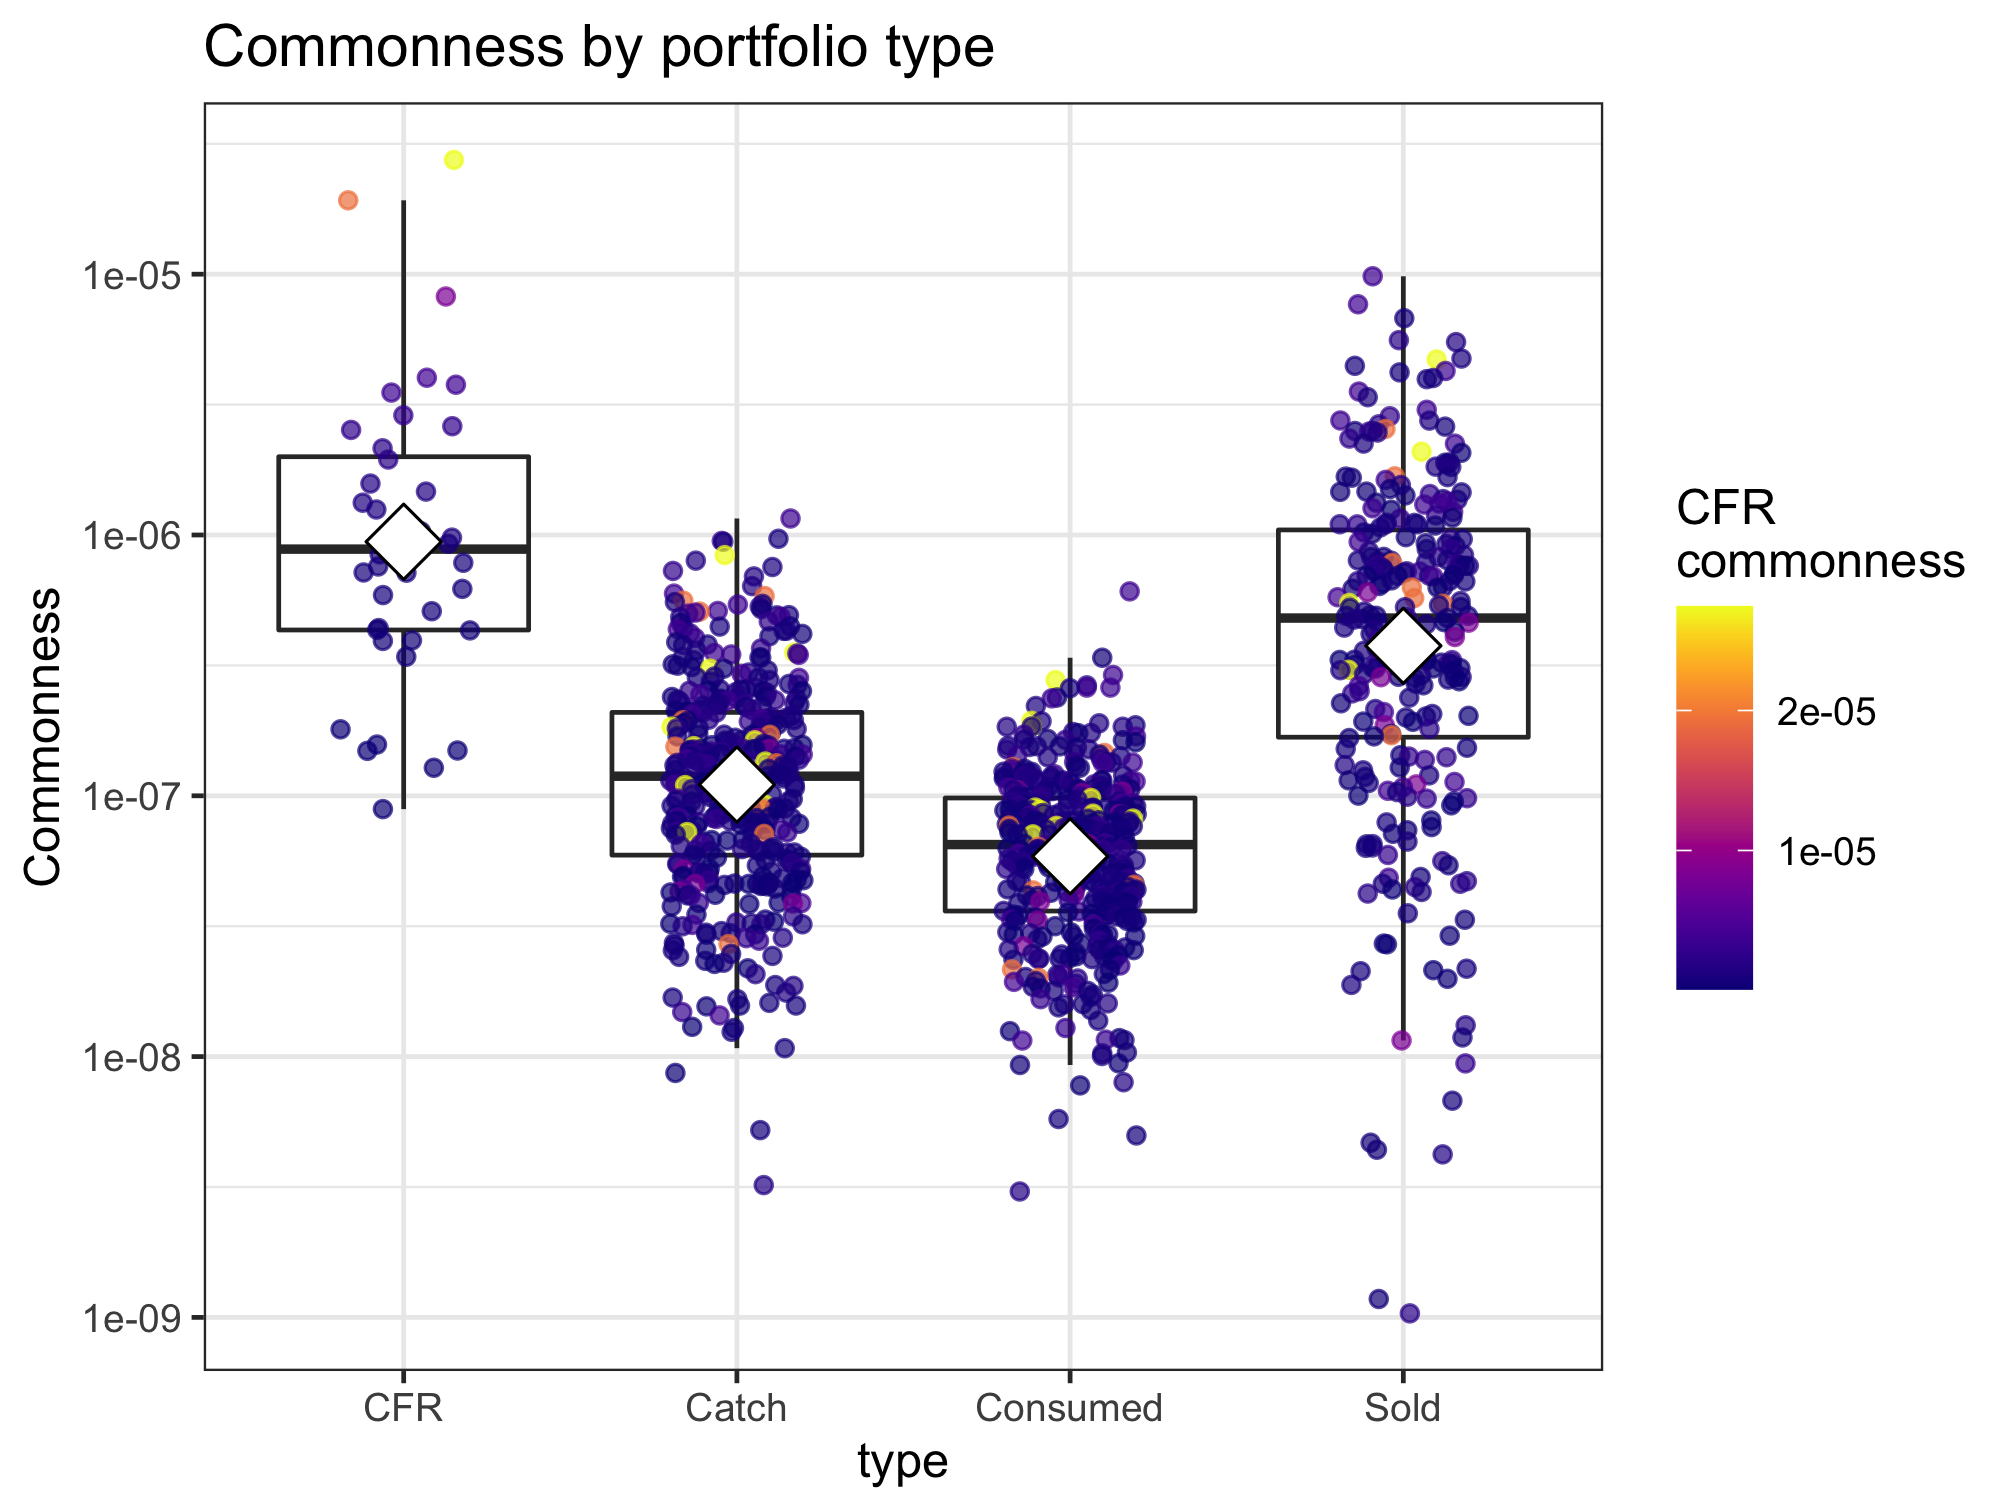 Commonness by portfolio type
Commonness
1e-05
1e-06
1e-07
1e-08
1e-09
CFR
Catch
Consumed
Sold
type
CFR
commonness
2e-05
1e-05